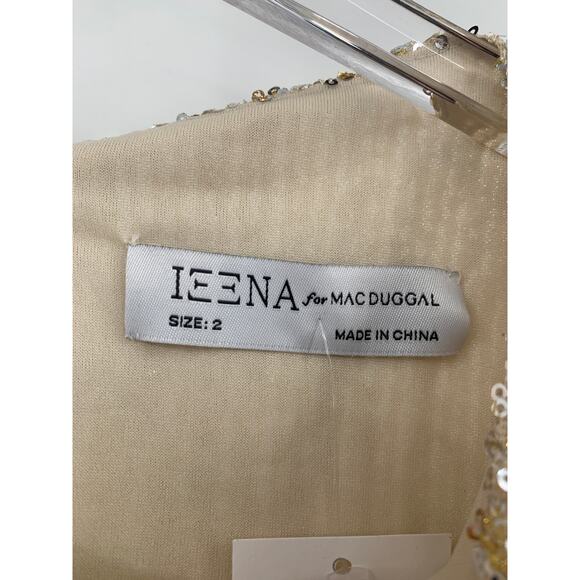 IEENA for MAC DUGGAL
SIZE: 2
MADE IN CHINA